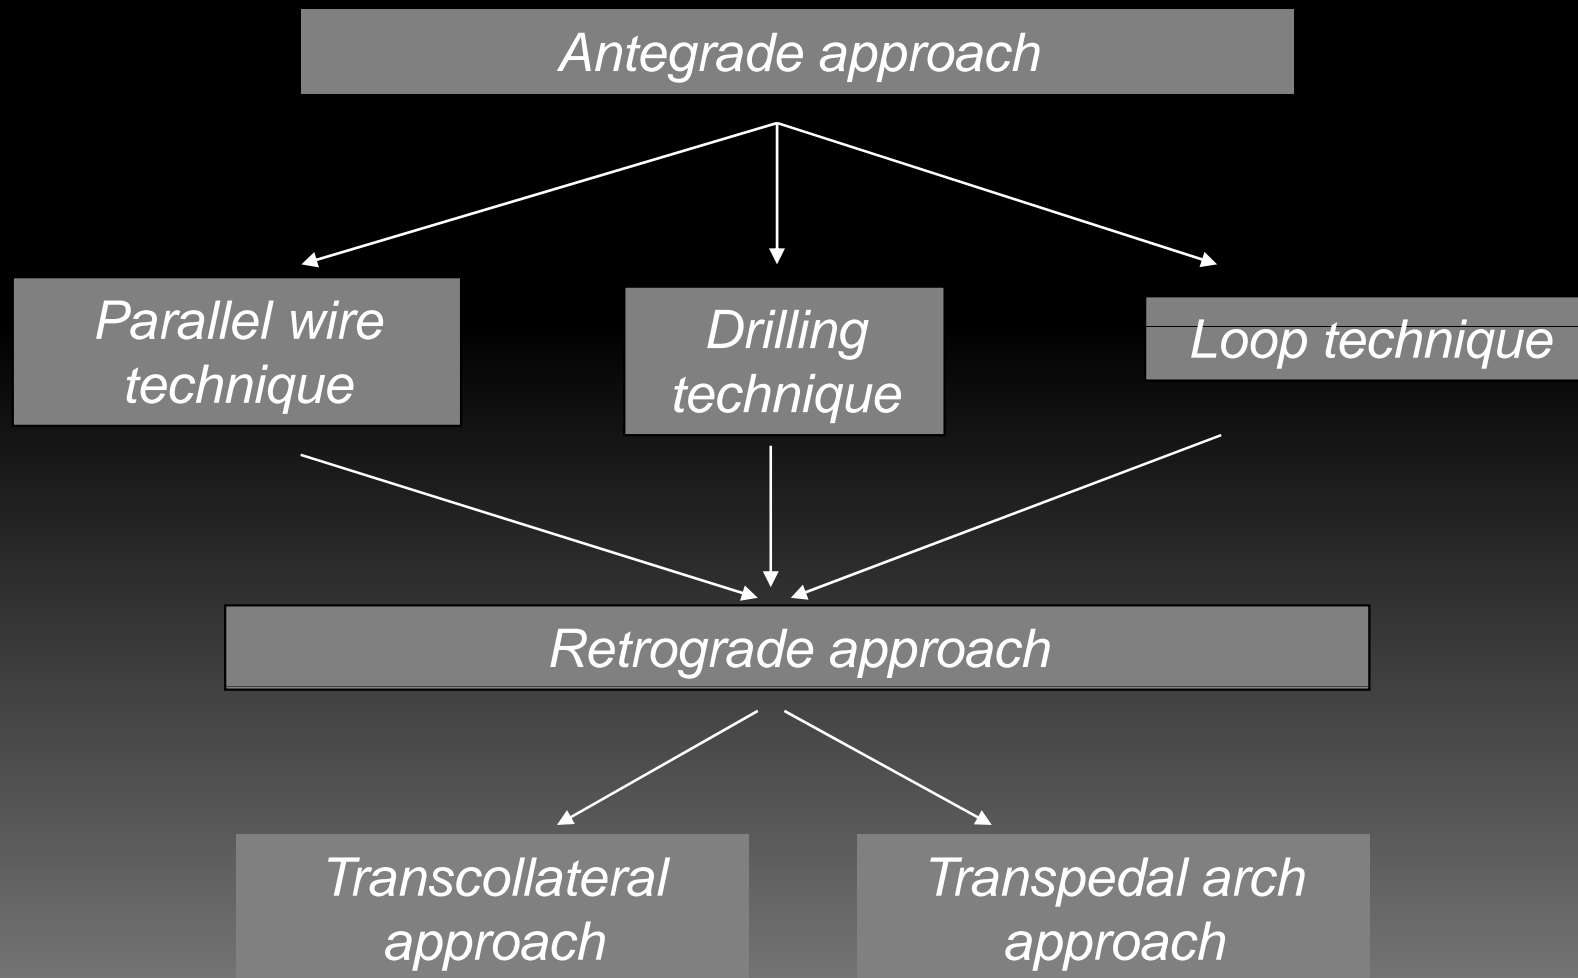 Antegrade approach
Parallel wire
technique
Drilling
technique
Loop technique
Retrograde approach
Transcollateral
approach
Transpedal arch
approach